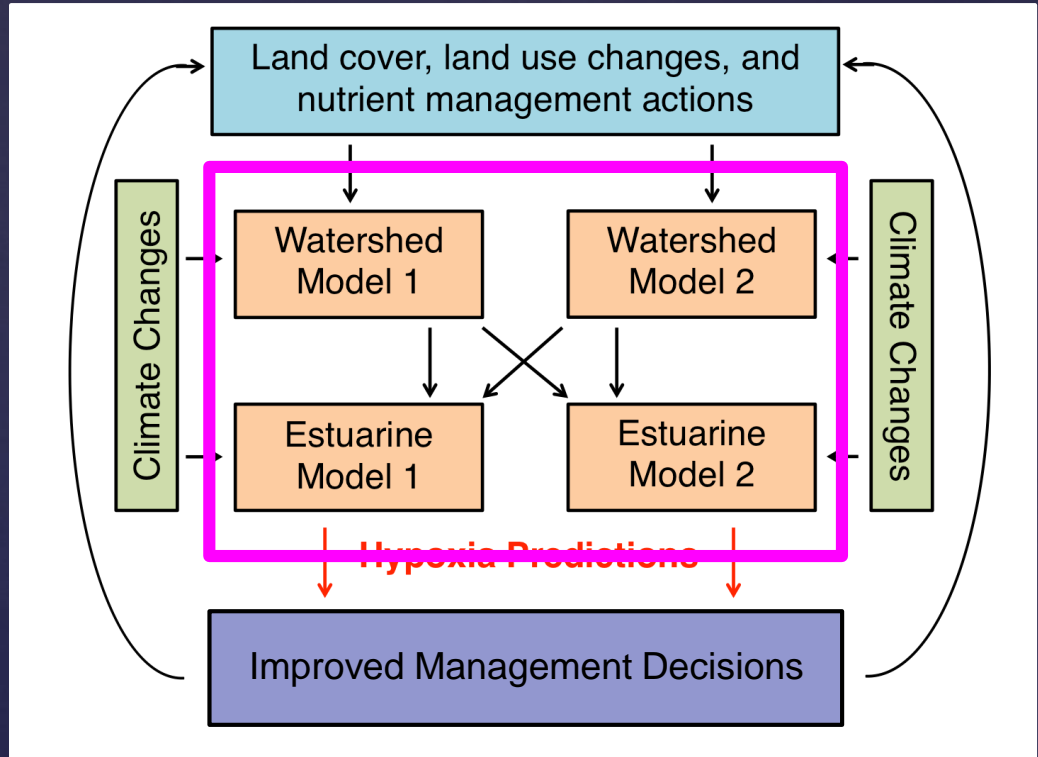 Land cover, land use changes, and
nutrient management actions
Climate Changes
Watershed
Model 1
Watershed
Model 2
Climate Changes
Estuarine
Model 1
Estuarine
Model 2
Hypoxia Predictions
Improved Management Decisions